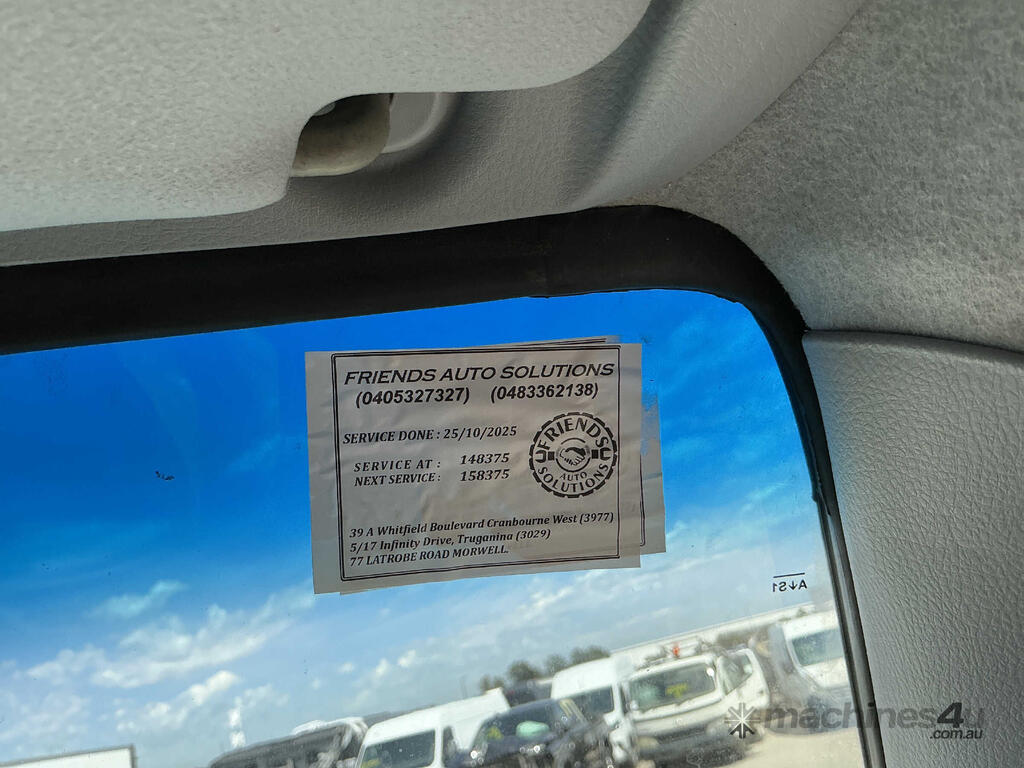 FRIENDS AUTO SOLUTIONS
(0405327327) (0483362138)
SERVICE DONE : 25/10/2025
SERVICE AT : 148375
NEXT SERVICE : 158375
FRIENDS
AUTO
SOLUTIONS
39 A Whitfield Boulevard Cranbourne West (3977)
5/17 Infinity Drive, Truganina (3029)
77 LATROBE ROAD MORWELL.
A↓S1
machines4u
.com.au